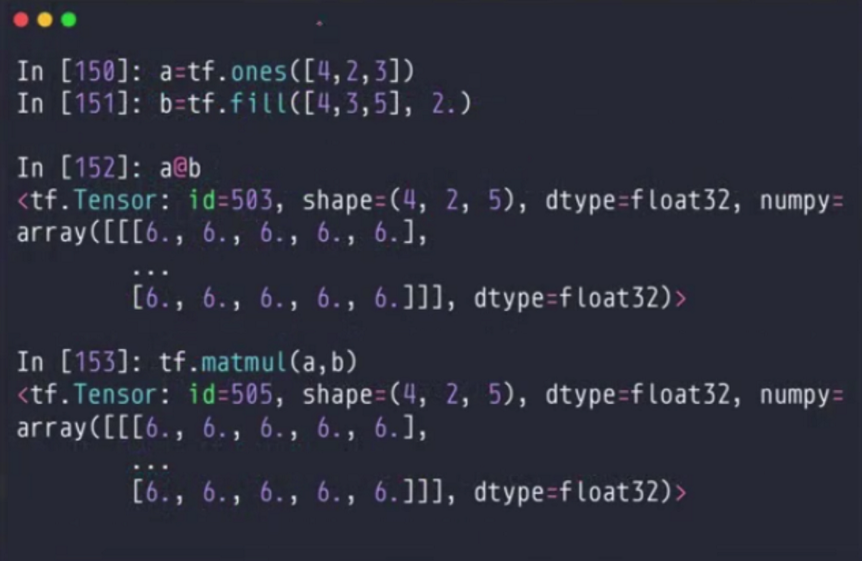 In [150]: a=tf.ones([4,2,3])
In [151]: b=tf.fill([4,3,5], 2.)
In [152]: a@b
<tf.Tensor: id=503, shape=(4, 2, 5), dtype=float32, numpy=
array([[[6., 6., 6., 6., 6.],
...
[6., 6., 6., 6., 6.]]], dtype=float32)>
In [153]: tf.matmul(a,b)
<tf.Tensor: id=505, shape=(4, 2, 5), dtype=float32, numpy=
array([[[6., 6., 6., 6., 6.],
...
[6., 6., 6., 6., 6.]]], dtype=float32)>